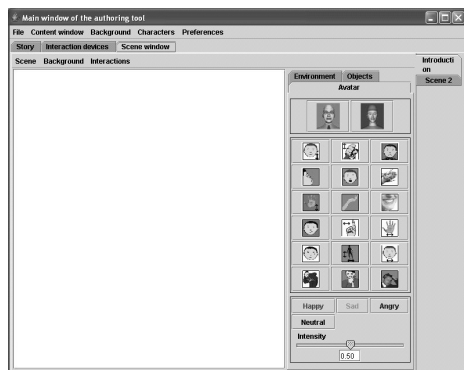 Main window of the authoring tool
File Content window Background Characters Preferences
Story Interaction devices Scene window
Scene Background Interactions
Introducti
on
Scene 2
Environment Objects
Avatar
Happy Sad Angry
Neutral
Intensity
0.50